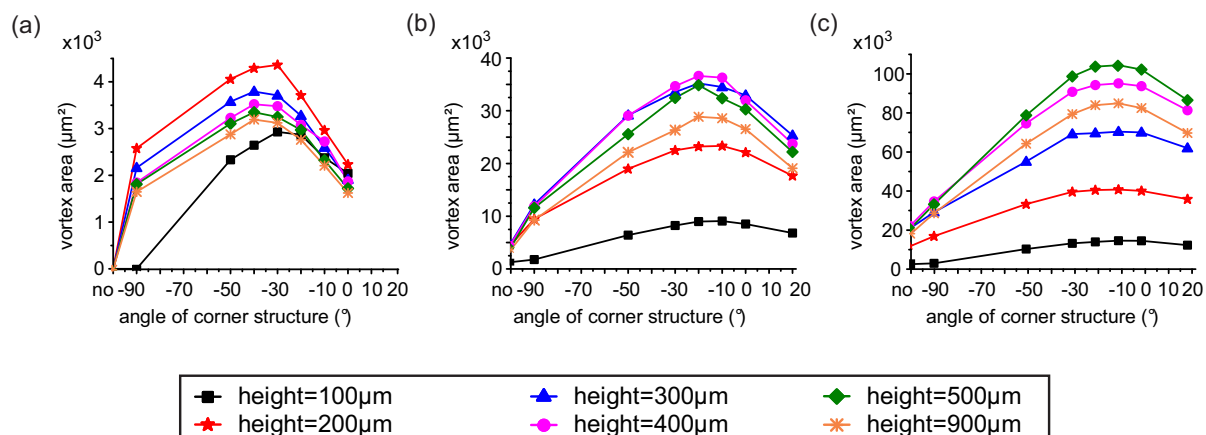 (a)
(b)
(c)
x10³
4
3
2
1
0
vortex area (µm²)
no -90 -70 -50 -30 -10 0 10 20
angle of corner structure (°)
x10³
40
30
20
10
0
vortex area (µm²)
no -90 -70 -50 -30 -10 0 20
angle of corner structure (°)
x10³
100
80
60
40
20
0
vortex area (µm²)
no -90 -70 -50 -30 -10 0 10 20
angle of corner structure (°)
height=100µm height=300µm height=500µm
height=200µm height=400µm height=900µm